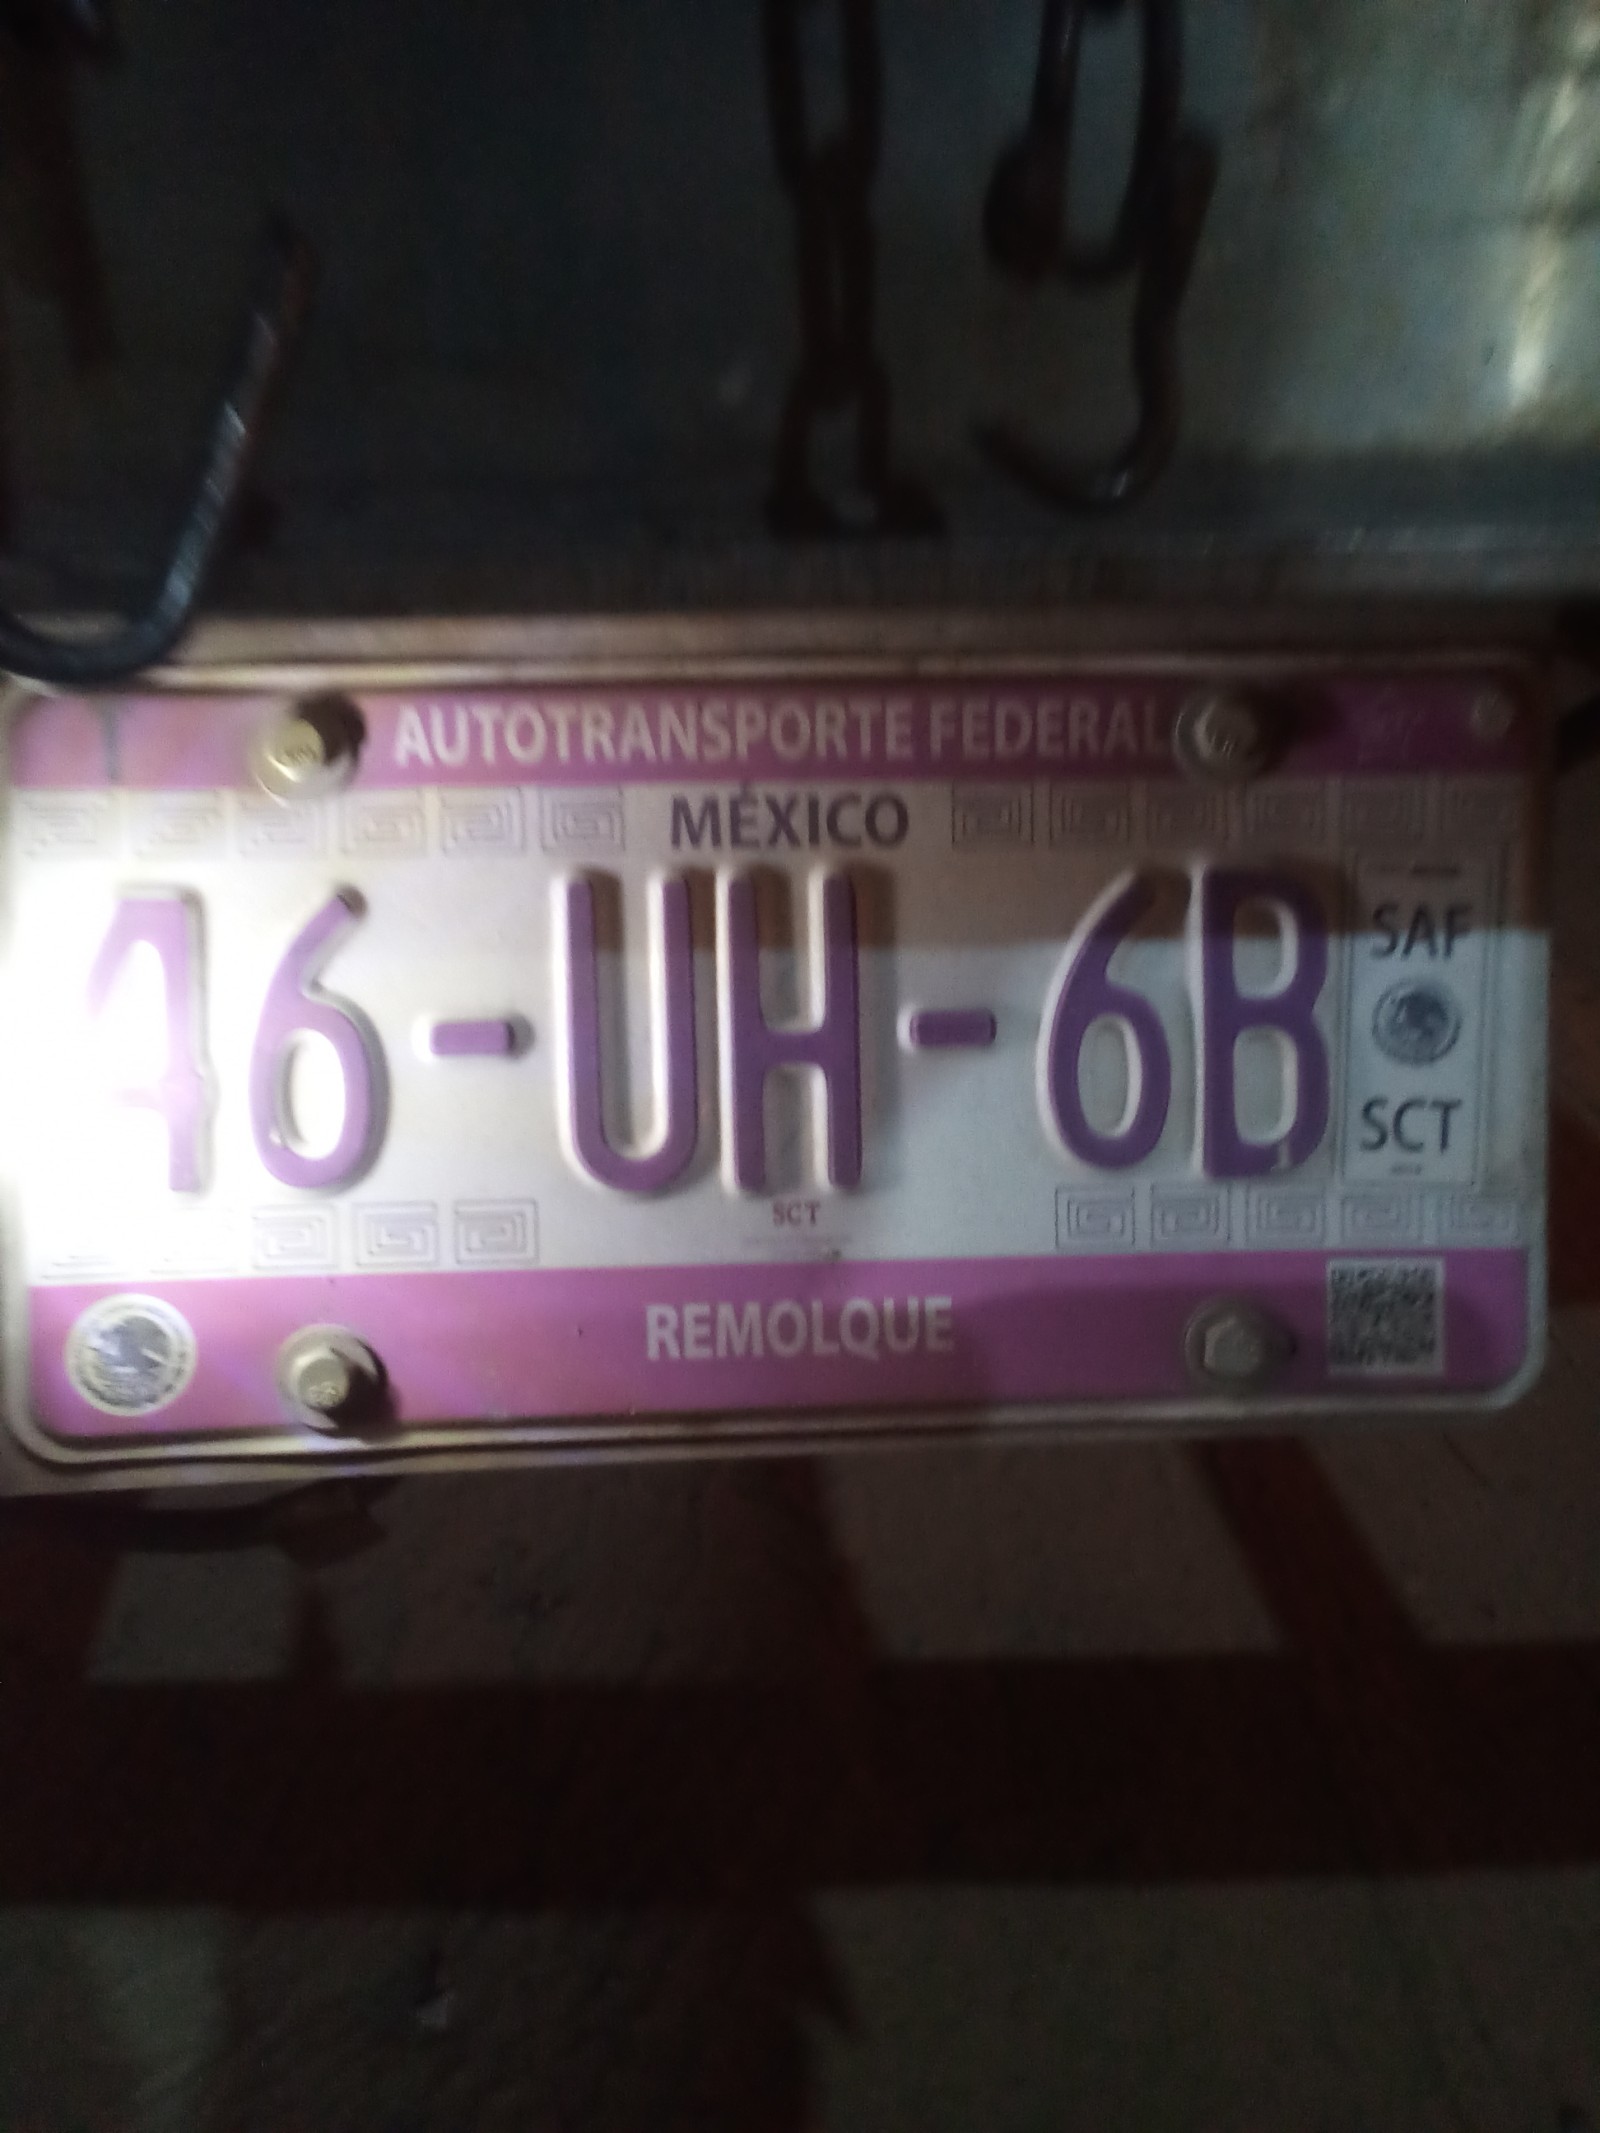 AUTOTRANSPORTE FEDERAL
MÉXICO
46-UH-6B
SAF
SCT
SCT
REMOLQUE